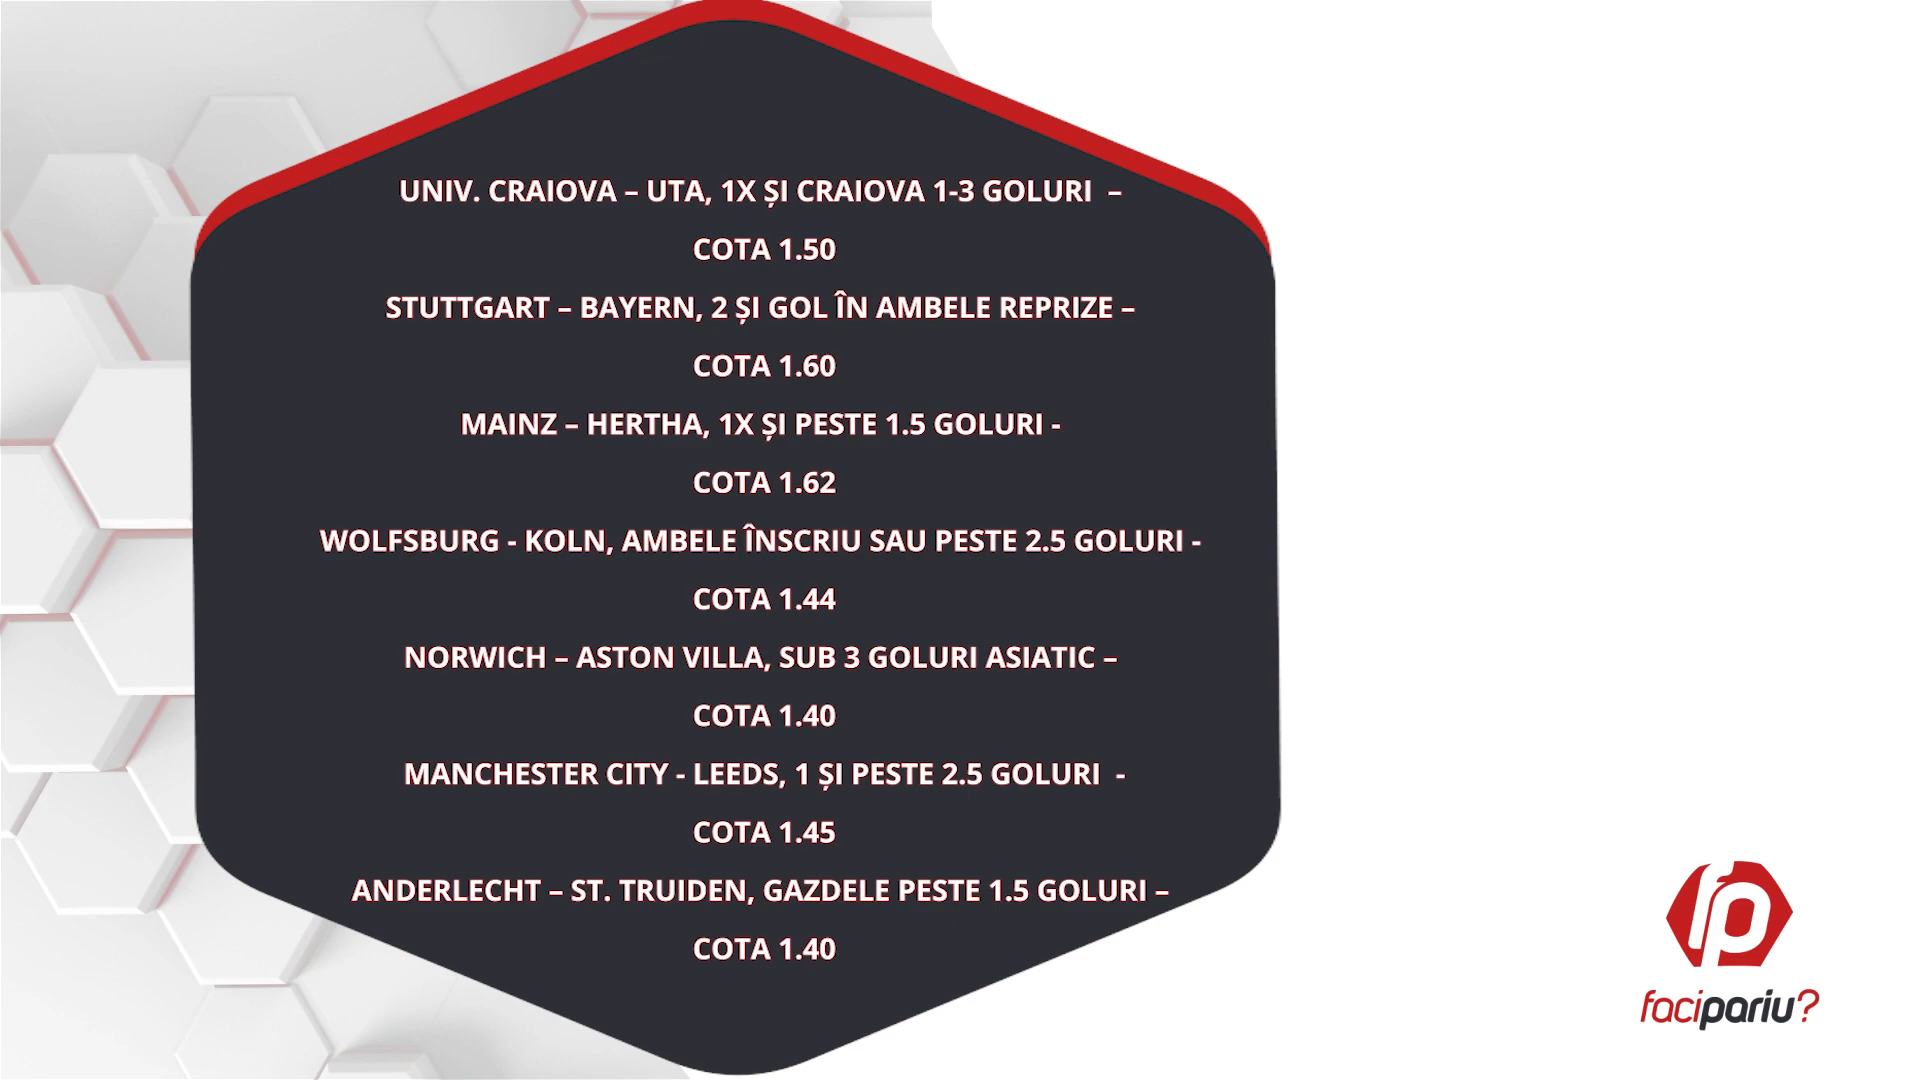 UNIV. CRAIOVA – UTA, 1X ȘI CRAIOVA 1-3 GOLURI –
COTA 1.50
STUTTGART – BAYERN, 2 ȘI GOL ÎN AMBELE REPRIZE –
COTA 1.60
MAINZ – HERTHA, 1X ȘI PESTE 1.5 GOLURI -
COTA 1.62
WOLFSBURG - KOLN, AMBELE ÎNSCRIU SAU PESTE 2.5 GOLURI -
COTA 1.44
NORWICH – ASTON VILLA, SUB 3 GOLURI ASIATIC –
COTA 1.40
MANCHESTER CITY - LEEDS, 1 ȘI PESTE 2.5 GOLURI -
COTA 1.45
ANDERLECHT – ST. TRUIDEN, GAZDELE PESTE 1.5 GOLURI –
COTA 1.40
facipariu?